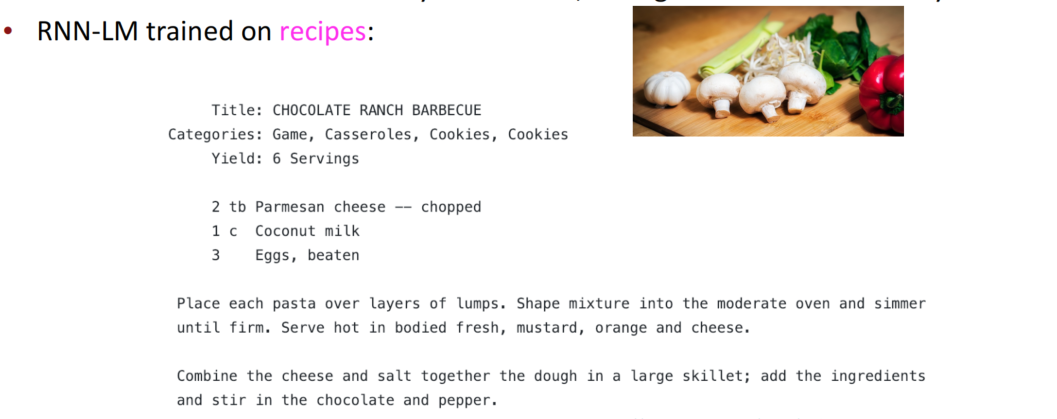 • RNN-LM trained on recipes:
Title: CHOCOLATE RANCH BARBECUE
Categories: Game, Casseroles, Cookies, Cookies
Yield: 6 Servings
2 tb Parmesan cheese -- chopped
1 c Coconut milk
3 Eggs, beaten
Place each pasta over layers of lumps. Shape mixture into the moderate oven and simmer
until firm. Serve hot in bodied fresh, mustard, orange and cheese.
Combine the cheese and salt together the dough in a large skillet; add the ingredients
and stir in the chocolate and pepper.